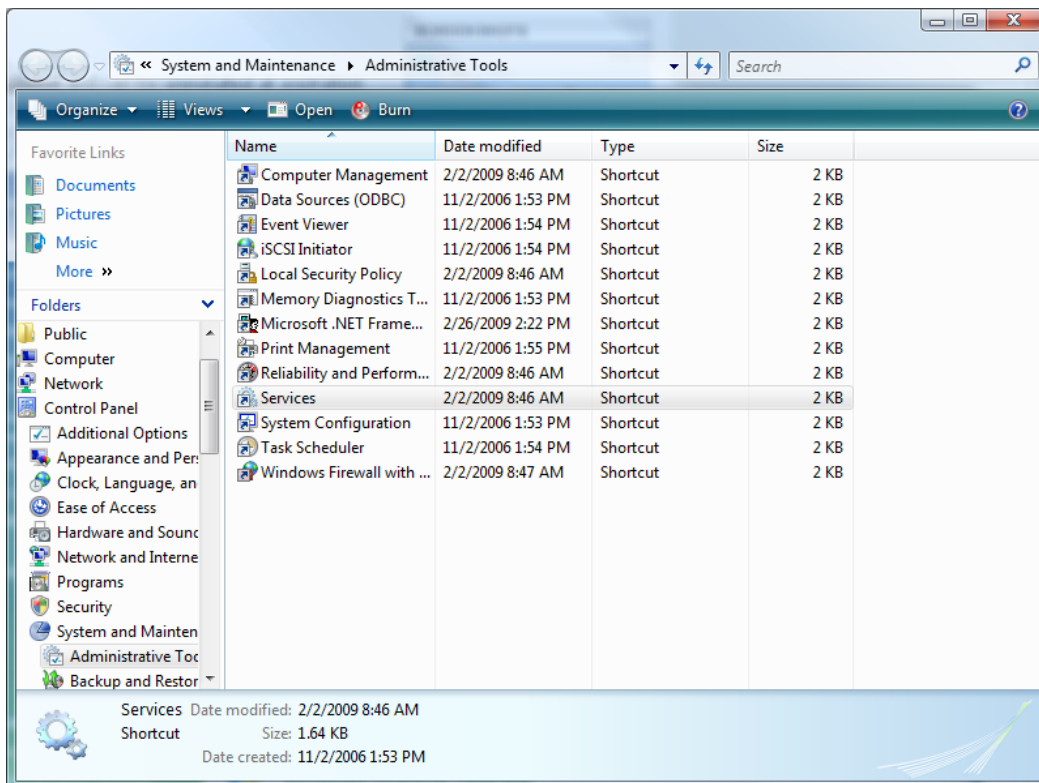 « System and Maintenance ▸ Administrative Tools
Search
Organize Views Open Burn
Favorite Links
Documents
Pictures
Music
More »
Folders
Public
Computer
Network
Control Panel
Additional Options
Appearance and Per
Clock, Language, an
Ease of Access
Hardware and Sounc
Network and Interne
Programs
Security
System and Mainten
Administrative Toc
Backup and Restor
Name Date modified Type Size
Computer Management 2/2/2009 8:46 AM Shortcut 2 KB
Data Sources (ODBC) 11/2/2006 1:53 PM Shortcut 2 KB
Event Viewer 11/2/2006 1:54 PM Shortcut 2 KB
iSCSI Initiator 11/2/2006 1:54 PM Shortcut 2 KB
Local Security Policy 2/2/2009 8:46 AM Shortcut 2 KB
Memory Diagnostics T... 11/2/2006 1:53 PM Shortcut 2 KB
Microsoft .NET Frame... 2/26/2009 2:22 PM Shortcut 2 KB
Print Management 11/2/2006 1:55 PM Shortcut 2 KB
Reliability and Perform... 2/2/2009 8:46 AM Shortcut 2 KB
Services 2/2/2009 8:46 AM Shortcut 2 KB
System Configuration 11/2/2006 1:53 PM Shortcut 2 KB
Task Scheduler 11/2/2006 1:54 PM Shortcut 2 KB
Windows Firewall with ... 2/2/2009 8:47 AM Shortcut 2 KB
Services Date modified: 2/2/2009 8:46 AM
Shortcut Size: 1.64 KB
Date created: 11/2/2006 1:53 PM